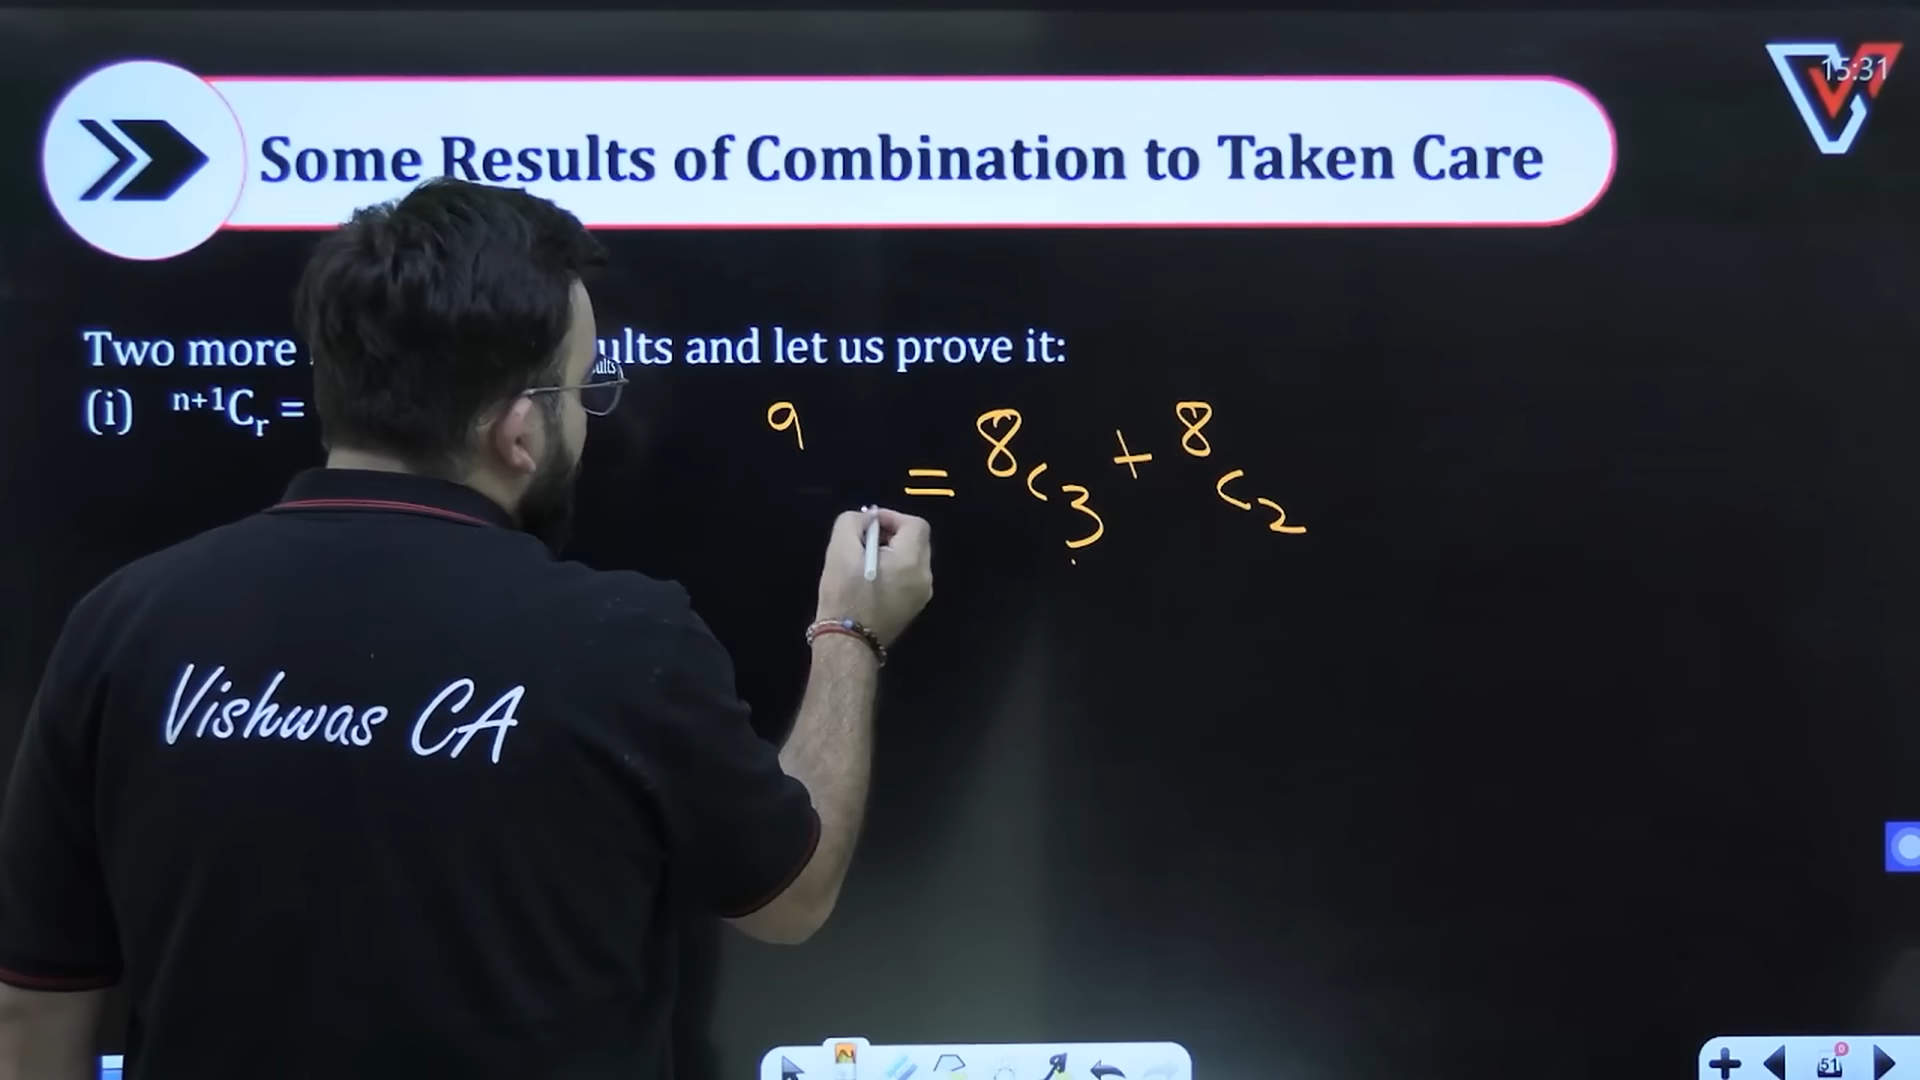 15:31
Some Results of Combination to Taken Care
Two more ults and let us prove it:
(i) n+1Cr =
9 = 8c3 + 8c2
Vishwas CA
51